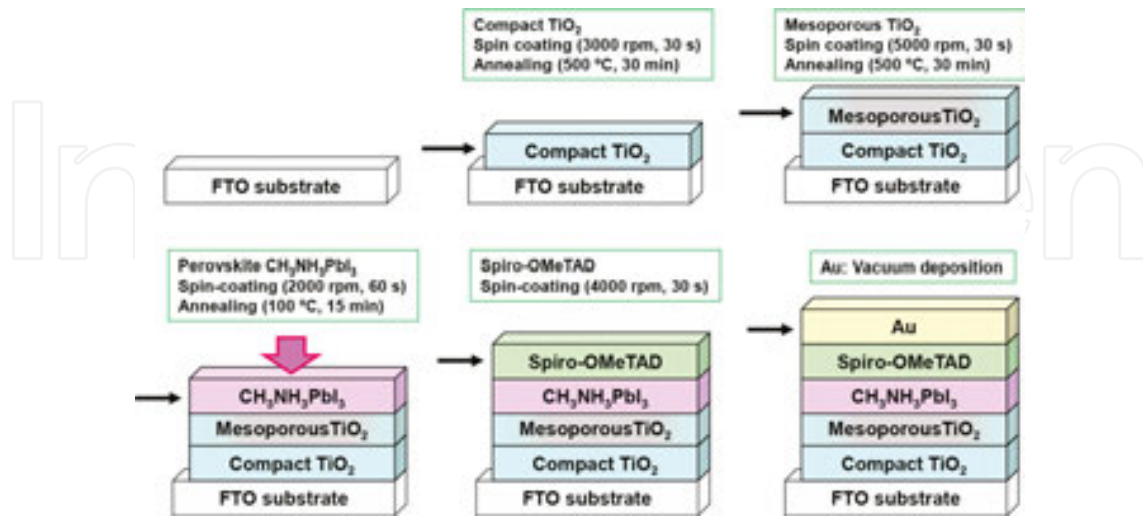 Compact TiO₂
Spin coating (3000 rpm, 30 s)
Annealing (500 ºC, 30 min)
Mesoporous TiO₂
Spin coating (5000 rpm, 30 s)
Annealing (500 ºC, 30 min)
FTO substrate
Compact TiO₂
FTO substrate
MesoporousTiO₂
Compact TiO₂
FTO substrate
Perovskite CH₃NH₃PbI₃
Spin-coating (2000 rpm, 60 s)
Annealing (100 ºC, 15 min)
Spiro-OMeTAD
Spin-coating (4000 rpm, 30 s)
Au: Vacuum deposition
CH₃NH₃PbI₃
MesoporousTiO₂
Compact TiO₂
FTO substrate
Spiro-OMeTAD
CH₃NH₃PbI₃
MesoporousTiO₂
Compact TiO₂
FTO substrate
Au
Spiro-OMeTAD
CH₃NH₃PbI₃
MesoporousTiO₂
Compact TiO₂
FTO substrate